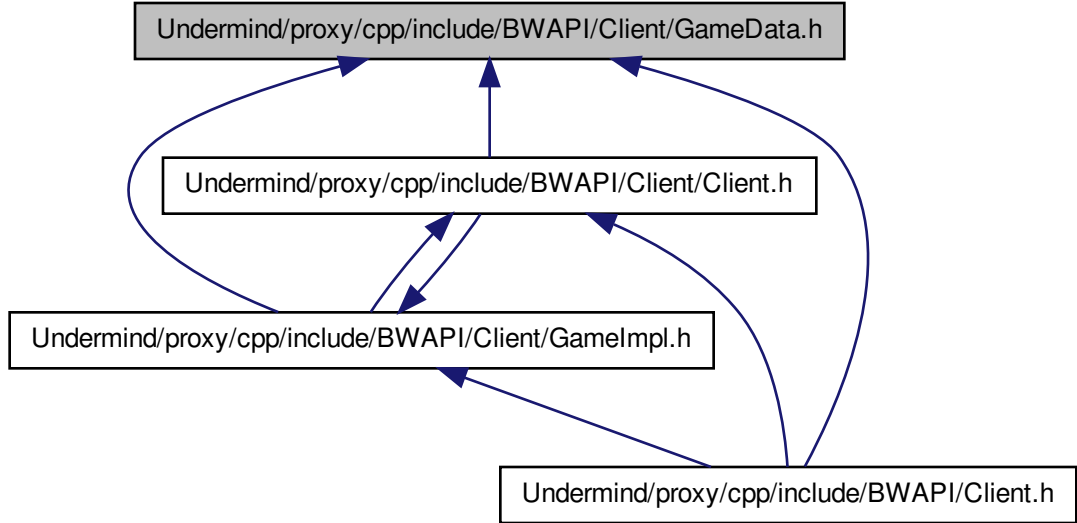 Undermind/proxy/cpp/include/BWAPI/Client/GameData.h
Undermind/proxy/cpp/include/BWAPI/Client/Client.h
Undermind/proxy/cpp/include/BWAPI/Client/GameImpl.h
Undermind/proxy/cpp/include/BWAPI/Client.h